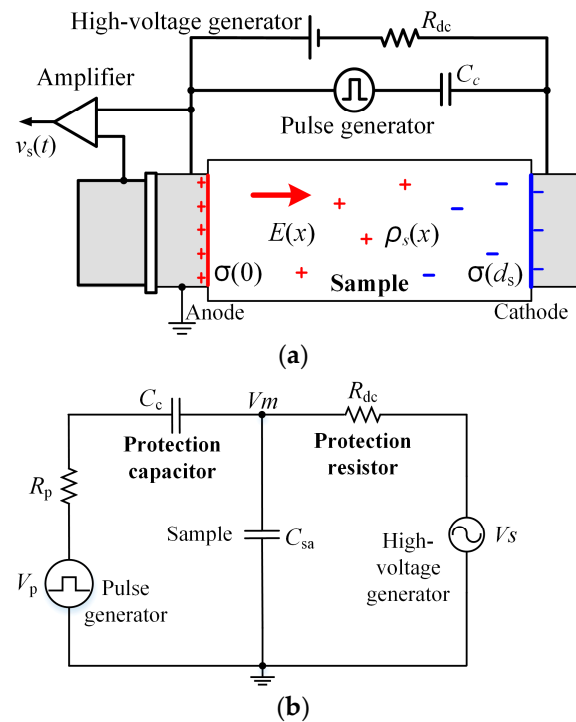 High-voltage generator
R_dc
Amplifier
C_c
Pulse generator
v_s(t)
E(x)
ρ_s(x)
σ(0)
Sample
σ(d_s)
Anode
Cathode
(a)
C_c
Vm
R_dc
Protection
capacitor
Protection
resistor
R_p
Sample
C_sa
High-
voltage
generator
Vs
V_p
Pulse
generator
(b)